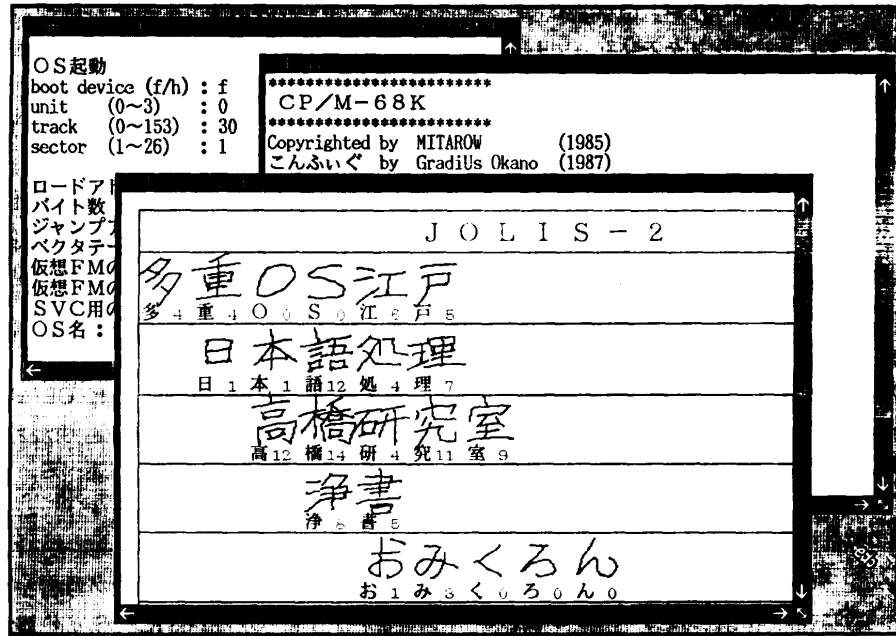 OS起動
boot device (f/h) : f
unit (0～3) : 0
track (0～153) : 30
sector (1～26) : 1
ロードアド
バイト数
ジャンプア
ベクタテー
仮想FMの
仮想FMの
SVC用の
OS名：
***********************
CP/M-68K
***********************
Copyrighted by MITAROW (1985)
こんふぃぐ by GradiUs Okano (1987)
JOLIS-2
多重OS江戸
多 4 重 4 O 0 S 0 江 6 戸 5
日本語処理
日 1 本 1 語12 処 4 理 7
高橋研究室
高12 橋14 研 4 究11 室 9
浄書
浄 8 書 5
おみくろん
お 1 み 3 く 0 ろ 0 ん 0